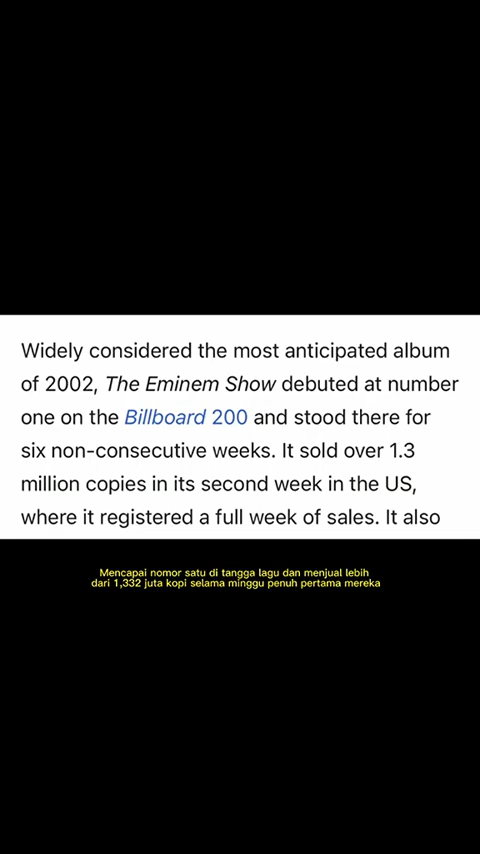 Widely considered the most anticipated album
of 2002, The Eminem Show debuted at number
one on the Billboard 200 and stood there for
six non-consecutive weeks. It sold over 1.3
million copies in its second week in the US,
where it registered a full week of sales. It also
Mencapai nomor satu di tangga lagu dan menjual lebih
dari 1,332 juta kopi selama minggu penuh pertama mereka